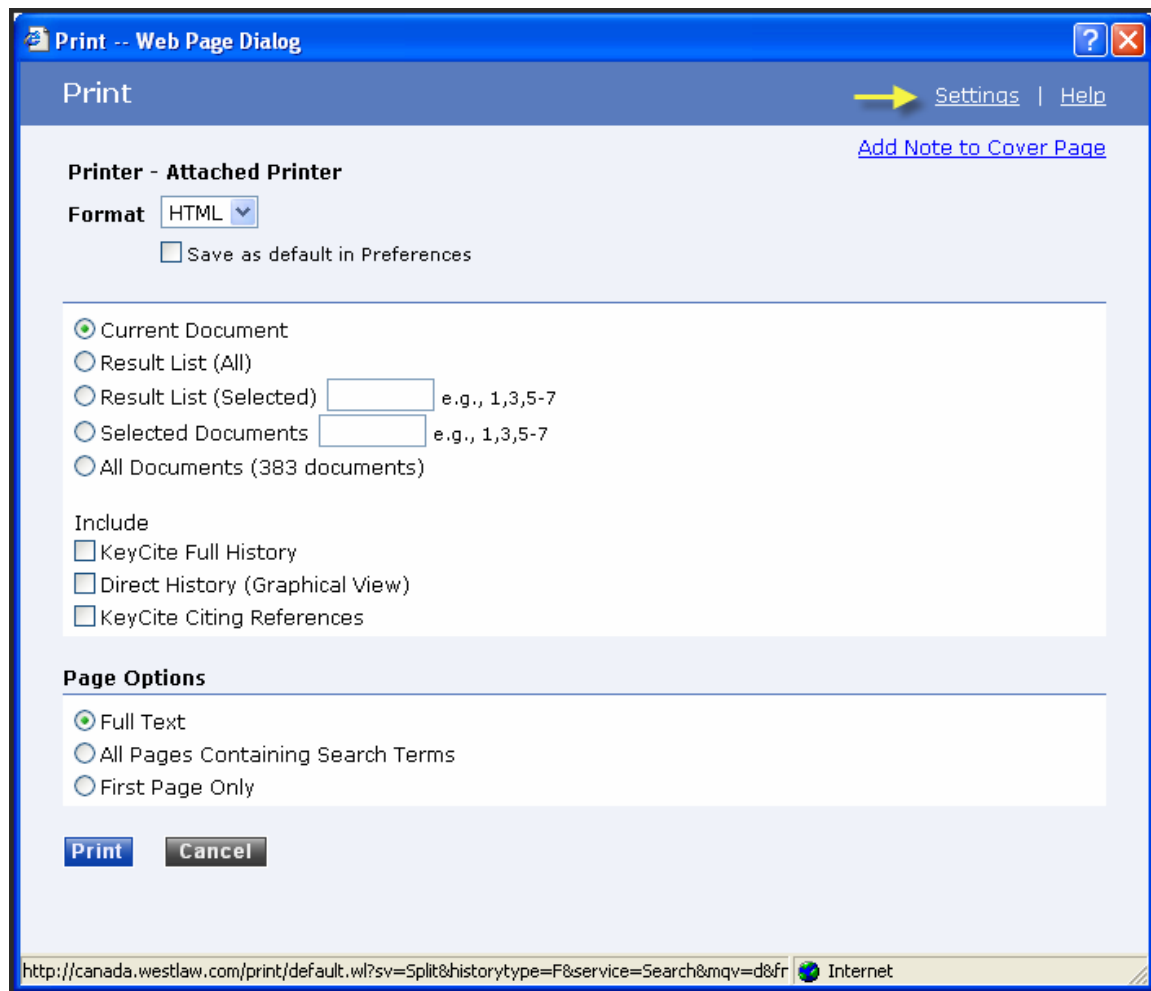 Print -- Web Page Dialog
Print
Settings | Help
Add Note to Cover Page
Printer - Attached Printer
Format HTML
Save as default in Preferences
Current Document
Result List (All)
Result List (Selected) e.g., 1,3,5-7
Selected Documents e.g., 1,3,5-7
All Documents (383 documents)
Include
KeyCite Full History
Direct History (Graphical View)
KeyCite Citing References
Page Options
Full Text
All Pages Containing Search Terms
First Page Only
Print Cancel
http://canada.westlaw.com/print/default.wl?sv=Split&historytype=F&service=Search&mqv=d&fr Internet